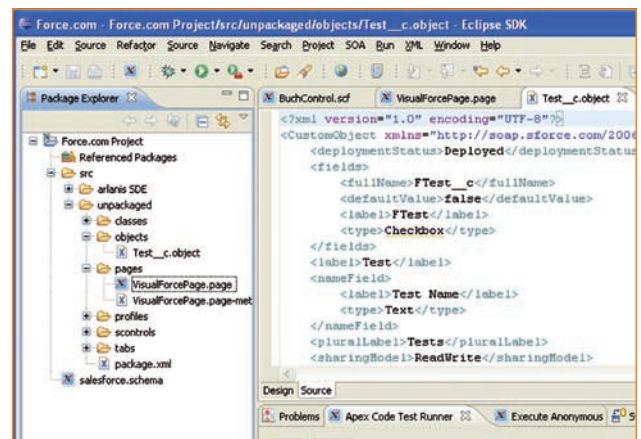 Force.com - Force.com Project/src/unpackaged/objects/Test__c.object - Eclipse SDK
File Edit Source Refactor Source Navigate Search Project SOA Run XML Window Help
Package Explorer
BuchControl.scf VisualForcePage.page Test__c.object
Force.com Project
Referenced Packages
src
arlanis SDE
unpackaged
classes
objects
Test__c.object
pages
VisualForcePage.page
VisualForcePage.page-met
profiles
scontrols
tabs
package.xml
salesforce.schema
<?xml version="1.0" encoding="UTF-8"?>
<CustomObject xmlns="http://soap.sforce.com/2006
<deploymentStatus>Deployed</deploymentStatus
<fields>
<fullName>FTest__c</fullName>
<defaultValue>false</defaultValue>
<label>FTest</label>
<type>Checkbox</type>
</fields>
<label>Test</label>
<nameField>
<label>Test Name</label>
<type>Text</type>
</nameField>
<pluralLabel>Tests</pluralLabel>
<sharingModel>ReadWrite</sharingModel>
Design Source
Problems Apex Code Test Runner Execute Anonymous S